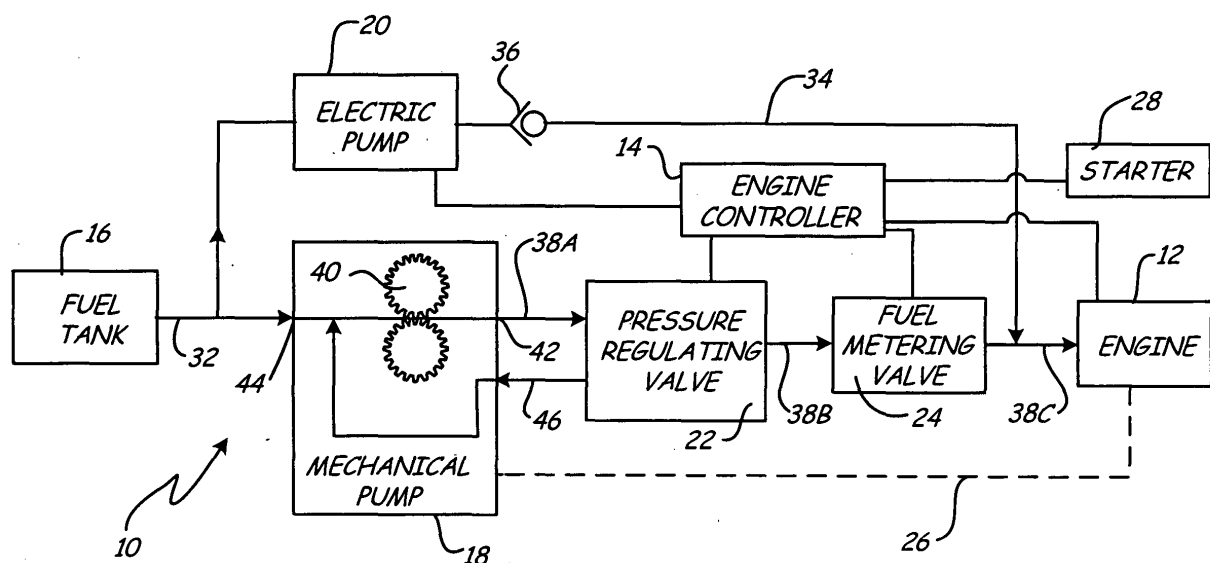 20
36
34
28
ELECTRIC
PUMP
14
ENGINE
CONTROLLER
STARTER
16
FUEL
TANK
32
40
38A
12
PRESSURE
REGULATING
VALVE
FUEL
METERING
VALVE
ENGINE
44
42
46
22
38B
24
38C
MECHANICAL
PUMP
10
18
26